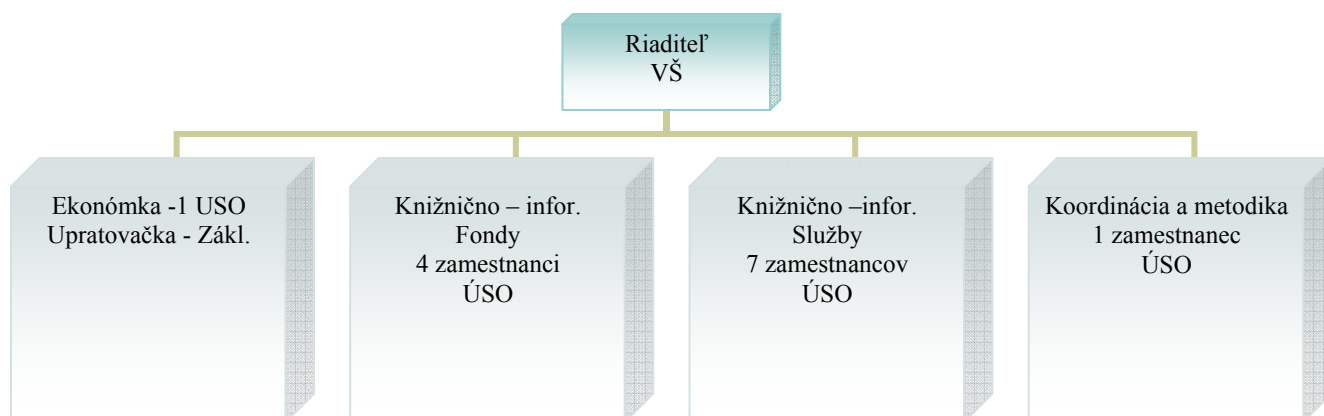 Riaditeľ
VŠ
Ekonómka -1 USO
Upratovačka - Zákl.
Knižnično – infor.
Fondy
4 zamestnanci
ÚSO
Knižnično –infor.
Služby
7 zamestnancov
ÚSO
Koordinácia a metodika
1 zamestnanec
ÚSO